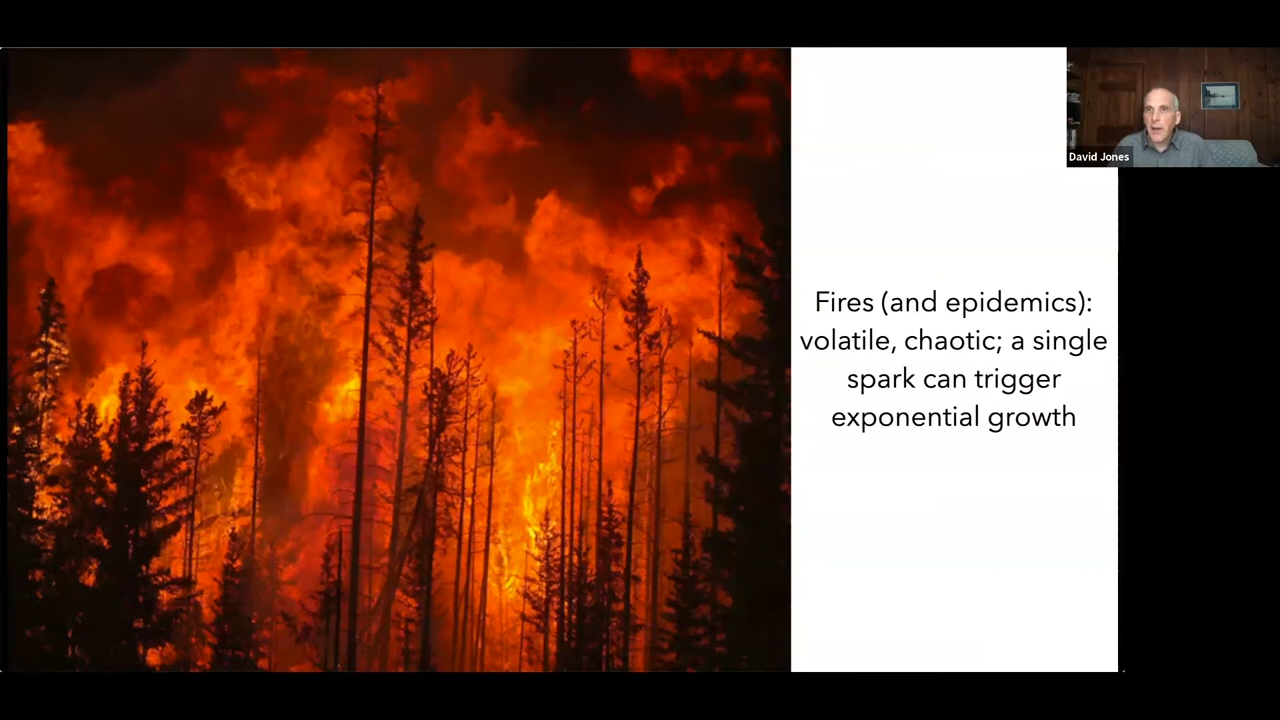 David Jones
Fires (and epidemics):
volatile, chaotic; a single
spark can trigger
exponential growth